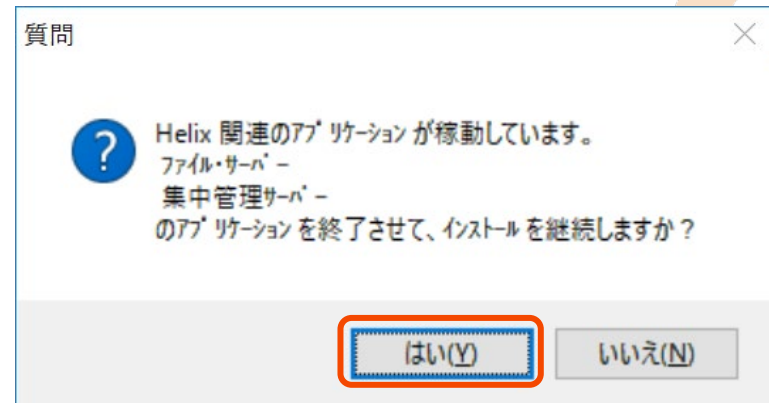 質問
?
Helix 関連のｱﾌﾟﾘｹｰｼｮﾝ が稼動しています。
ﾌｧｲﾙ・ｻｰﾊﾞｰ
集中管理ｻｰﾊﾞｰ
のｱﾌﾟﾘｹｰｼｮﾝ を終了させて、ｲﾝｽﾄｰﾙ を継続しますか？
はい(Y) いいえ(N)